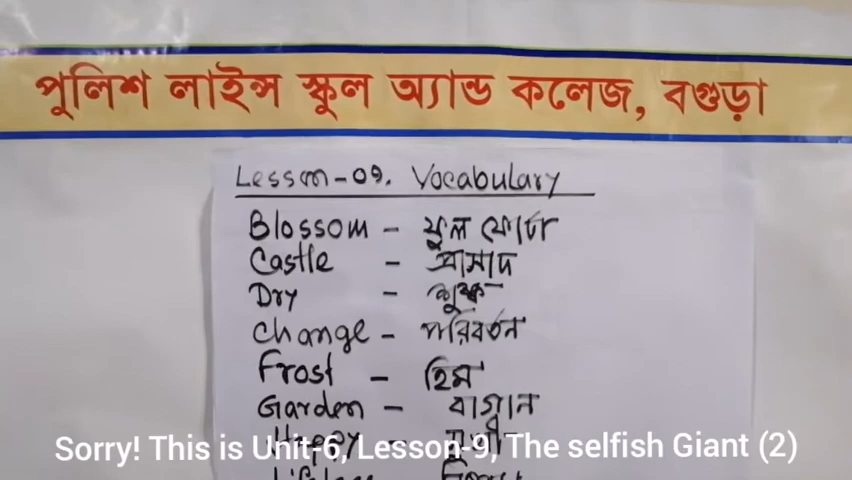 পুলিশ লাইন্স স্কুল অ্যান্ড কলেজ, বগুড়া
Lesson-09. Vocabulary
Blossom - ফুল ফোটা
Castle - প্রাসাদ
Dry - শুষ্ক
Change - পরিবর্তন
Frost - হিম
Garden - বাগান
Happy - সুখী
Sorry! This is Unit-6, Lesson-9, The selfish Giant (2)